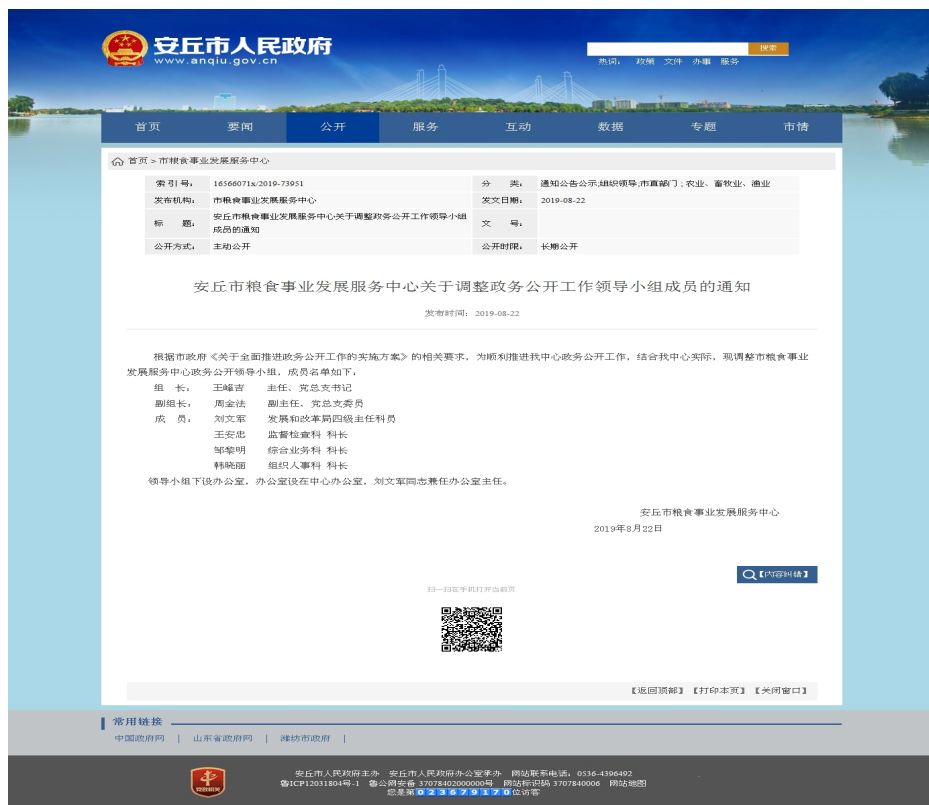 安丘市人民政府
www.anqiu.gov.cn
搜索
热词: 政策 文件 办事 服务
首页 要闻 公开 服务 互动 数据 专题 市情
首页 > 市粮食事业发展服务中心
索引号: 16566071x/2019-73951 分 类: 通知公告公示;组织领导;市直部门 ; 农业、畜牧业、渔业
发布机构: 市粮食事业发展服务中心 发文日期: 2019-08-22
标 题: 安丘市粮食事业发展服务中心关于调整政务公开工作领导小组成员的通知 文 号:
公开方式: 主动公开 公开时限: 长期公开
安丘市粮食事业发展服务中心关于调整政务公开工作领导小组成员的通知
发布时间: 2019-08-22
根据市政府《关于全面推进政务公开工作的实施方案》的相关要求，为顺利推进我中心政务公开工作，结合我中心实际，现调整市粮食事业
发展服务中心政务公开领导小组，成员名单如下:
组 长: 王峰吉 主任、党总支书记
副组长: 周金法 副主任、党总支委员
成 员: 刘文军 发展和改革局四级主任科员
王安忠 监督检查科 科长
邹黎明 综合业务科 科长
韩晓丽 组织人事科 科长
领导小组下设办公室，办公室设在中心办公室，刘文军同志兼任办公室主任。
安丘市粮食事业发展服务中心
2019年8月22日
【内容纠错】
扫一扫在手机打开当前页
【返回顶部】 【打印本页】 【关闭窗口】
常用链接
中国政府网 | 山东省政府网 | 潍坊市政府 |
党政机关
安丘市人民政府主办 安丘市人民政府办公室承办 网站联系电话: 0536-4396492
鲁ICP12031804号-1 鲁公网安备 37078402000000号 网站标识码 3707840006 网站地图
您是第 023679170 位访客